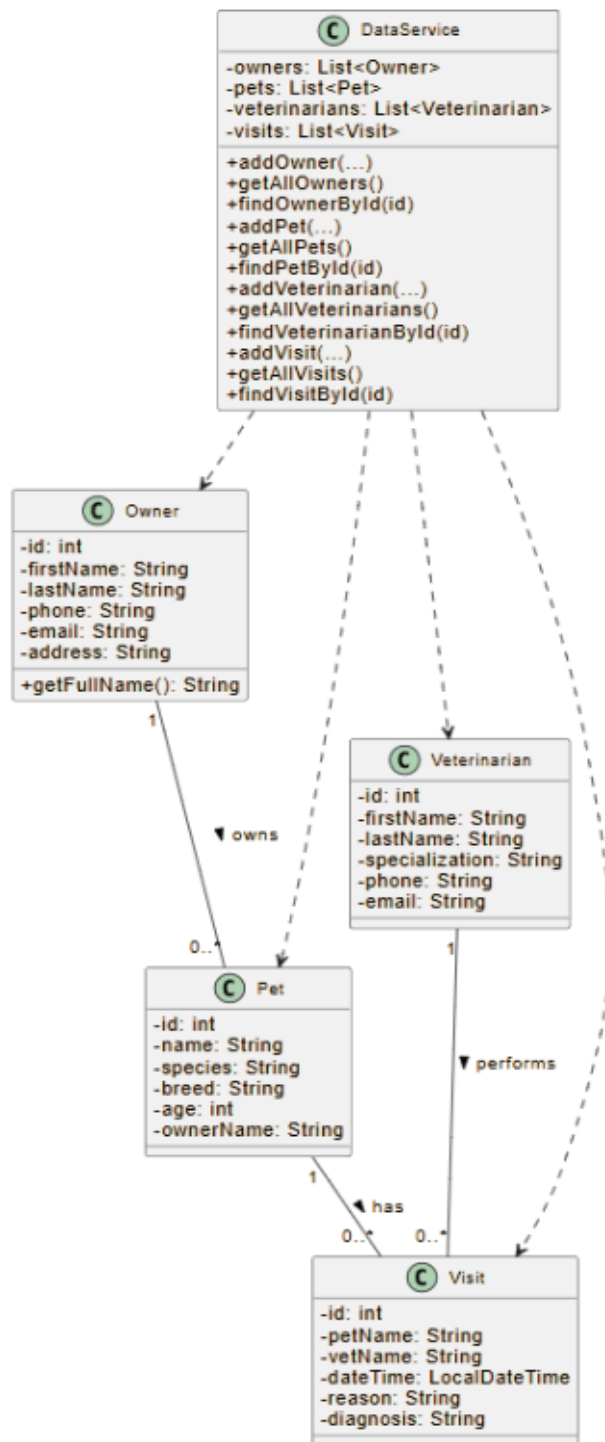 C DataService
-owners: List<Owner>
-pets: List<Pet>
-veterinarians: List<Veterinarian>
-visits: List<Visit>
+addOwner(...)
+getAllOwners()
+findOwnerById(id)
+addPet(...)
+getAllPets()
+findPetById(id)
+addVeterinarian(...)
+getAllVeterinarians()
+findVeterinarianById(id)
+addVisit(...)
+getAllVisits()
+findVisitById(id)
C Owner
-id: int
-firstName: String
-lastName: String
-phone: String
-email: String
-address: String
+getFullName(): String
1
owns
0..*
C Veterinarian
-id: int
-firstName: String
-lastName: String
-specialization: String
-phone: String
-email: String
1
performs
0..*
C Pet
-id: int
-name: String
-species: String
-breed: String
-age: int
-ownerName: String
1
has
0..*
C Visit
-id: int
-petName: String
-vetName: String
-dateTime: LocalDateTime
-reason: String
-diagnosis: String